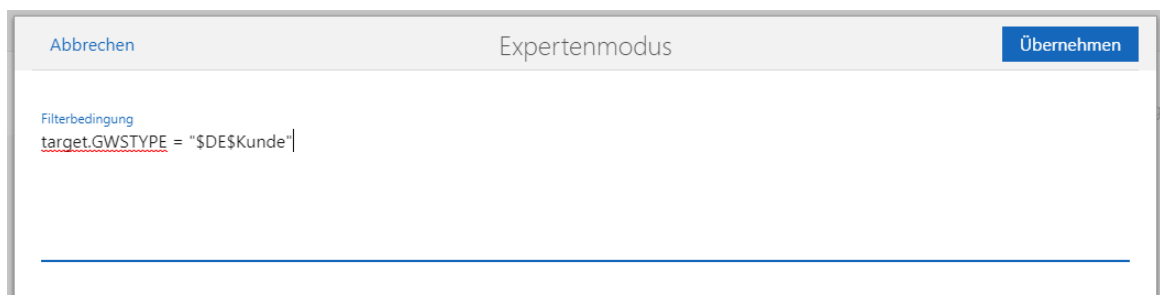 Abbrechen Expertenmodus Übernehmen
Filterbedingung
target.GWSTYPE = "$DE$Kunde"